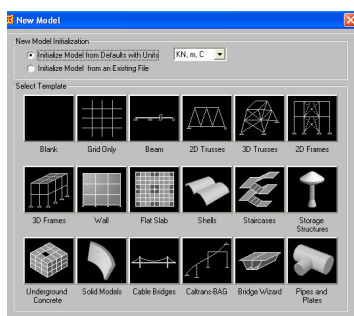 New Model
New Model Initialization
Initialize Model from Defaults with Units
KN, m, C
Initialize Model from an Existing File
Select Template
Blank
Grid Only
Beam
2D Trusses
3D Trusses
2D Frames
3D Frames
Wall
Flat Slab
Shells
Staircases
Storage
Structures
Underground
Concrete
Solid Models
Cable Bridges
Caltrans-BAG
Bridge Wizard
Pipes and
Plates